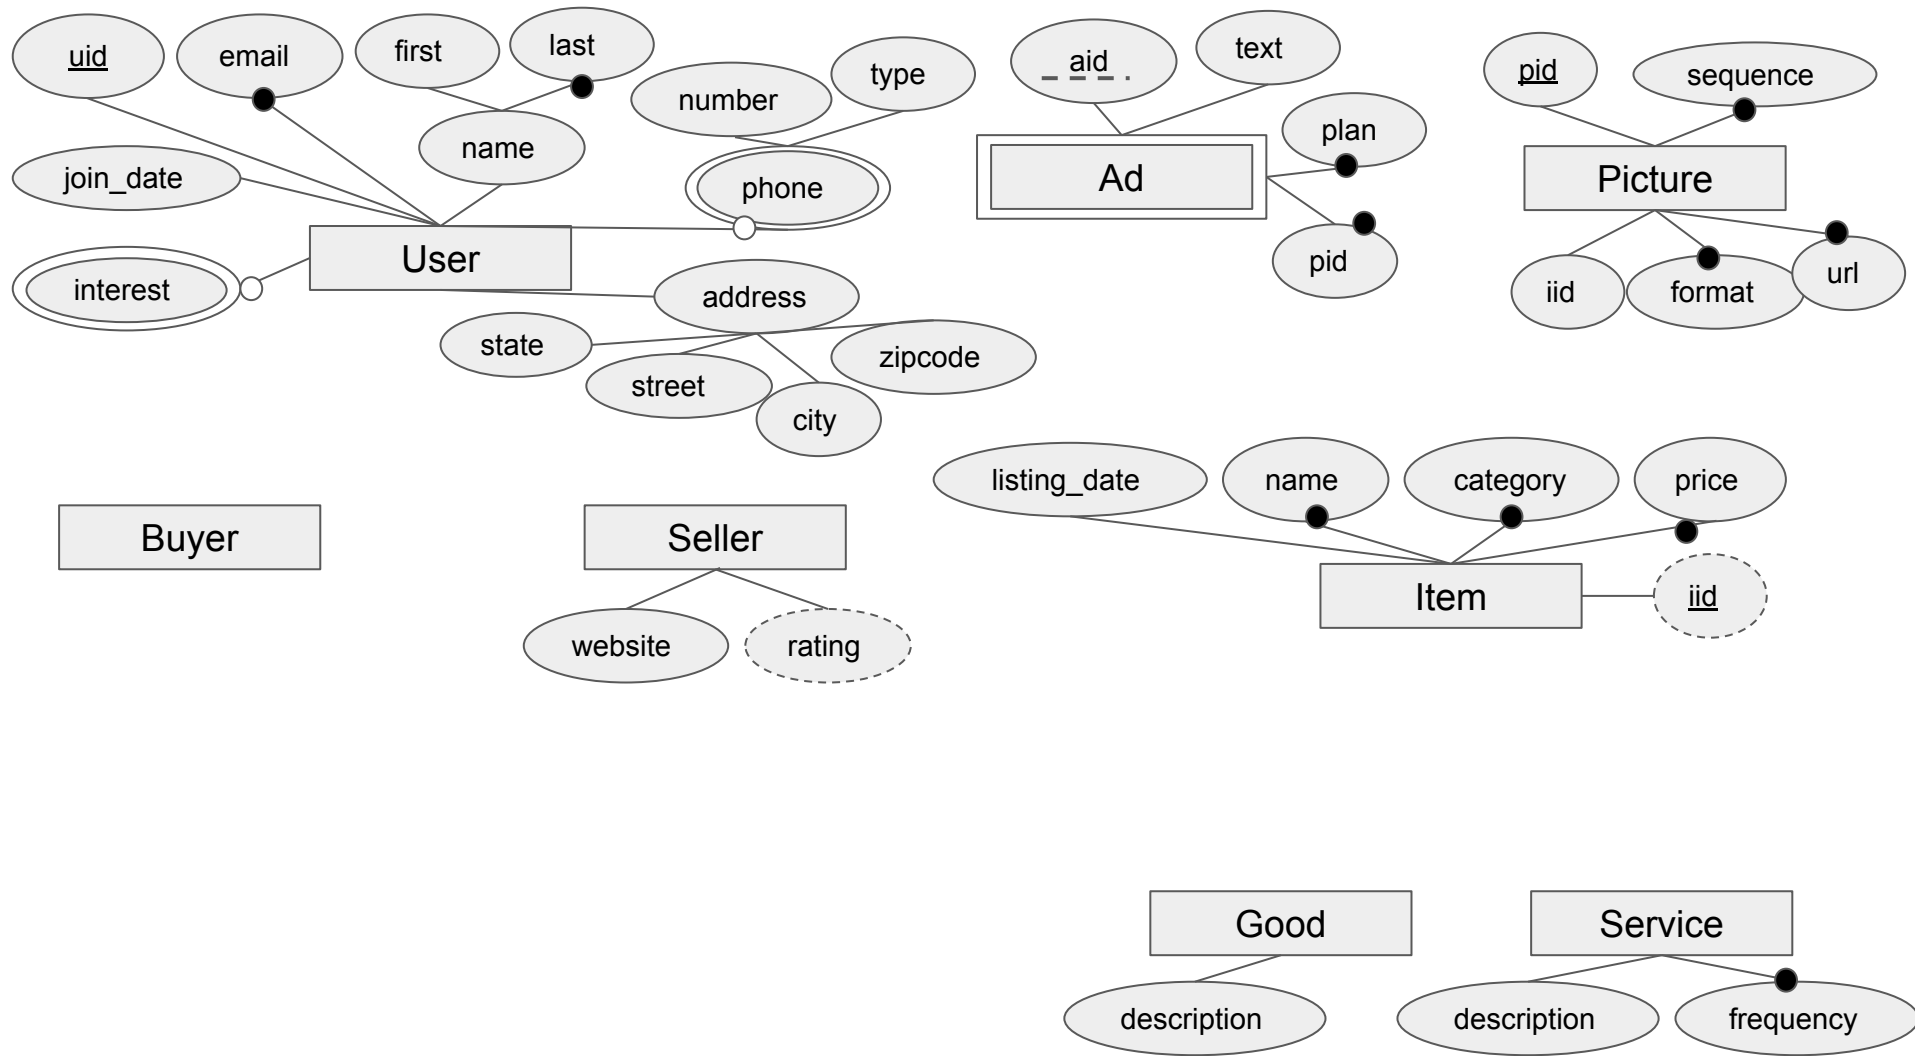 uid
email
first
last
number
type
name
join_date
phone
User
interest
address
state
street
zipcode
city
aid
text
Ad
plan
pid
pid
sequence
Picture
iid
format
url
Buyer
Seller
website
rating
listing_date
name
category
price
Item
iid
Good
description
Service
description
frequency